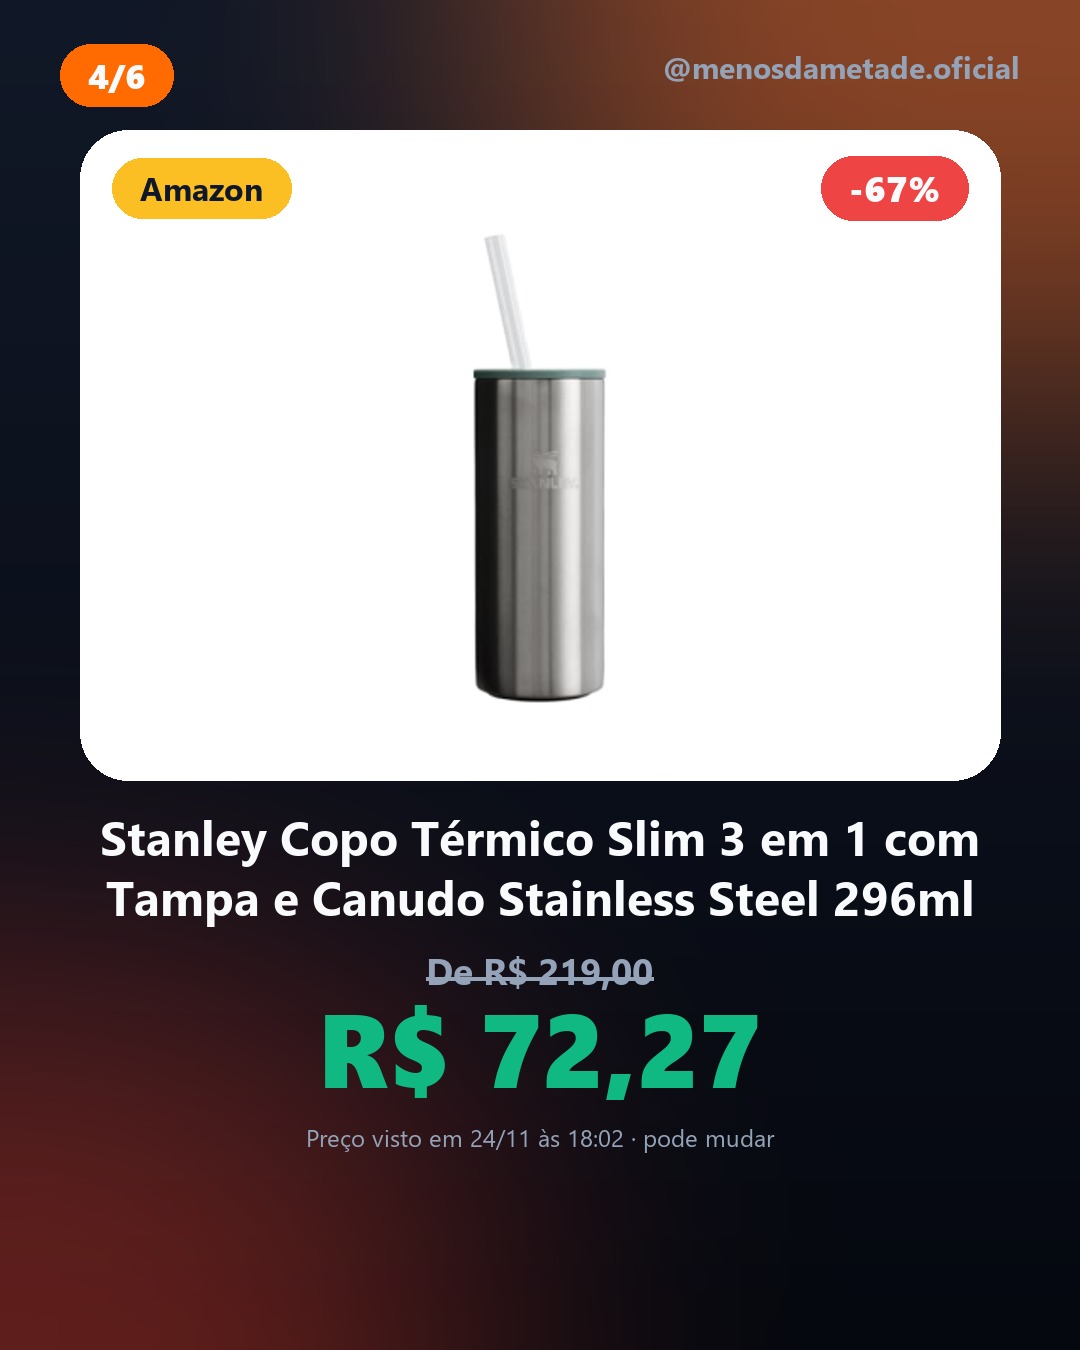 4/6
@menosdametade.oficial
Amazon
-67%
STANLEY
Stanley Copo Térmico Slim 3 em 1 com
Tampa e Canudo Stainless Steel 296ml
De R$ 219,00
R$ 72,27
Preço visto em 24/11 às 18:02 · pode mudar